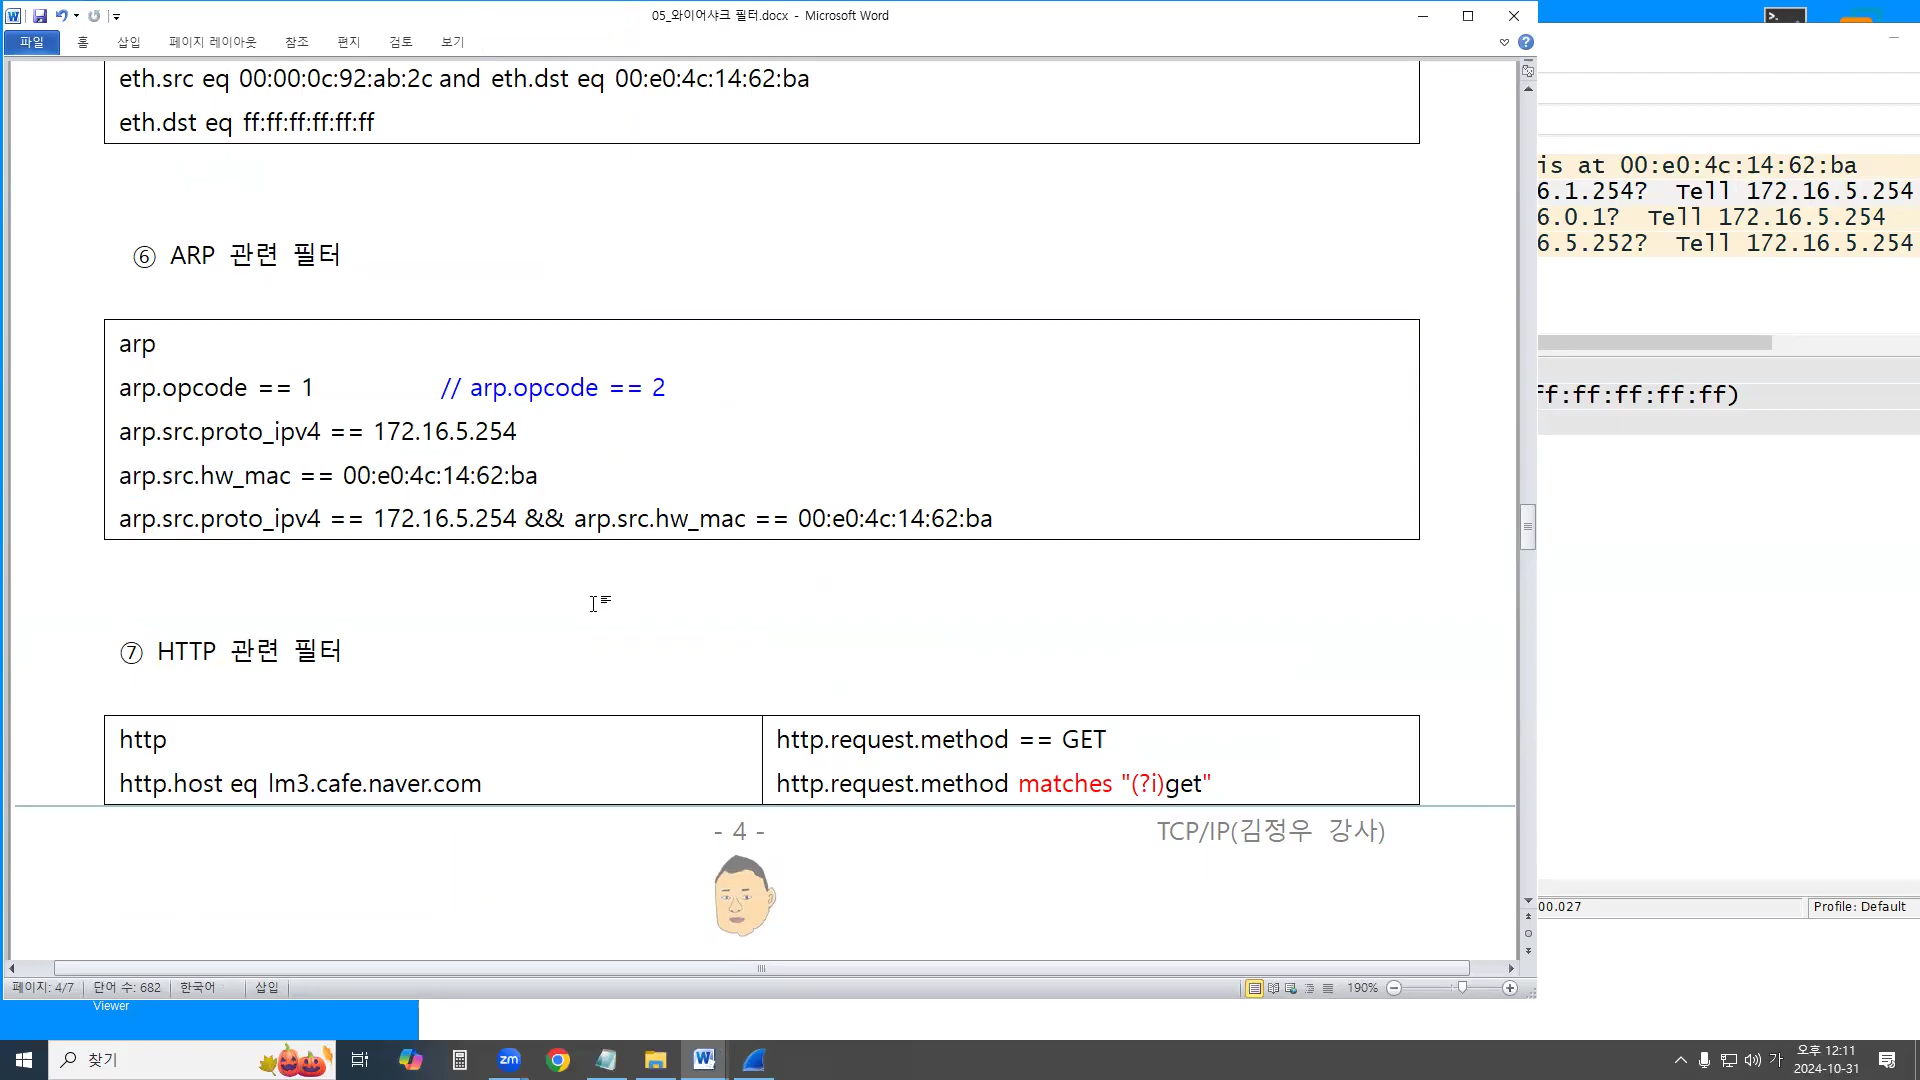 05_와이어샤크 필터.docx - Microsoft Word
파일 홈 삽입 페이지 레이아웃 참조 편지 검토 보기
eth.src eq 00:00:0c:92:ab:2c and eth.dst eq 00:e0:4c:14:62:ba
eth.dst eq ff:ff:ff:ff:ff:ff
⑥ ARP 관련 필터
arp
arp.opcode == 1 // arp.opcode == 2
arp.src.proto_ipv4 == 172.16.5.254
arp.src.hw_mac == 00:e0:4c:14:62:ba
arp.src.proto_ipv4 == 172.16.5.254 && arp.src.hw_mac == 00:e0:4c:14:62:ba
⑦ HTTP 관련 필터
http
http.host eq lm3.cafe.naver.com
http.request.method == GET
http.request.method matches "(?i)get"
- 4 -
TCP/IP(김정우 강사)
페이지: 4/7 단어 수: 682 한국어 삽입
190%
is at 00:e0:4c:14:62:ba
6.1.254? Tell 172.16.5.254
6.0.1? Tell 172.16.5.254
6.5.252? Tell 172.16.5.254
ff:ff:ff:ff:ff)
00.027
Profile: Default
Viewer
찾기
zm
가
오후 12:11
2024-10-31